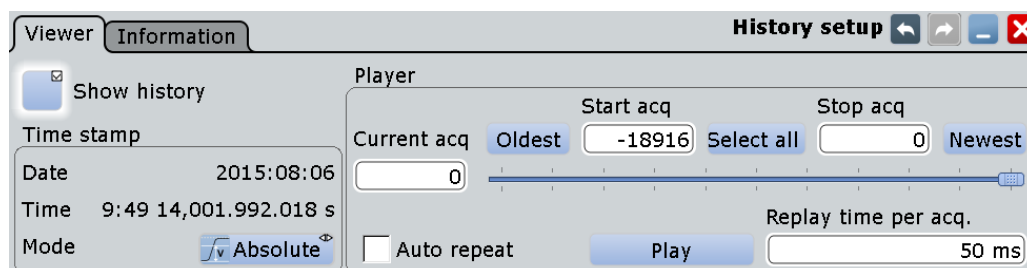 Viewer Information History setup
Show history
Player
Start acq Stop acq
Time stamp
Current acq Oldest -18916 Select all 0 Newest
Date 2015:08:06
0
Time 9:49 14,001.992.018 s
Replay time per acq.
Mode Absolute
Auto repeat Play 50 ms